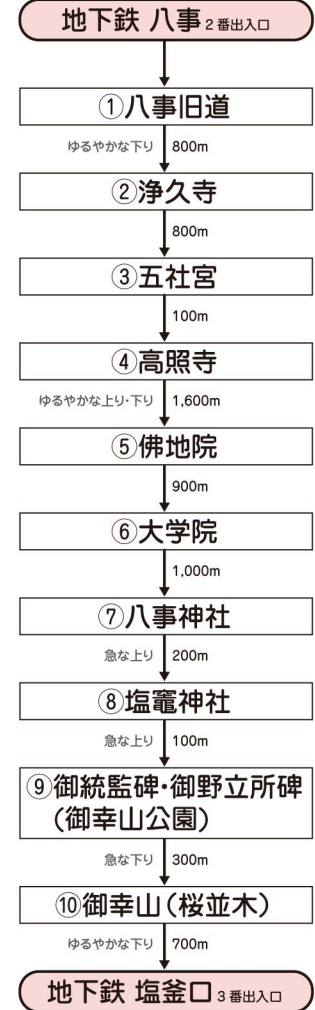 地下鉄 八事 2番出入口
①八事旧道
ゆるやかな下り 800m
②浄久寺
800m
③五社宮
100m
④高照寺
ゆるやかな上り・下り 1,600m
⑤佛地院
900m
⑥大学院
1,000m
⑦八事神社
急な上り 200m
⑧塩竈神社
急な上り 100m
⑨御統監碑・御野立所碑
(御幸山公園)
急な下り 300m
⑩御幸山(桜並木)
ゆるやかな下り 700m
地下鉄 塩釜口 3番出入口